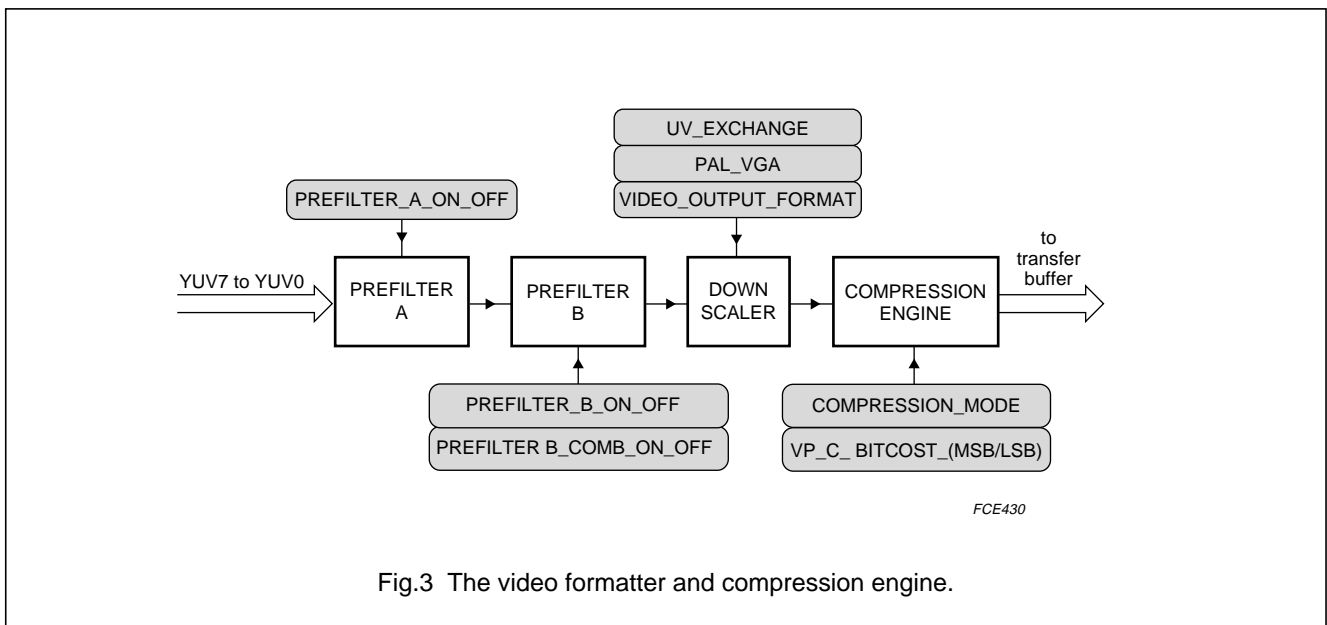 UV_EXCHANGE
PAL_VGA
VIDEO_OUTPUT_FORMAT
PREFILTER_A_ON_OFF
YUV7 to YUV0
PREFILTER
A
PREFILTER
B
DOWN
SCALER
COMPRESSION
ENGINE
to
transfer
buffer
PREFILTER_B_ON_OFF
PREFILTER B_COMB_ON_OFF
COMPRESSION_MODE
VP_C_ BITCOST_(MSB/LSB)
FCE430
Fig.3 The video formatter and compression engine.